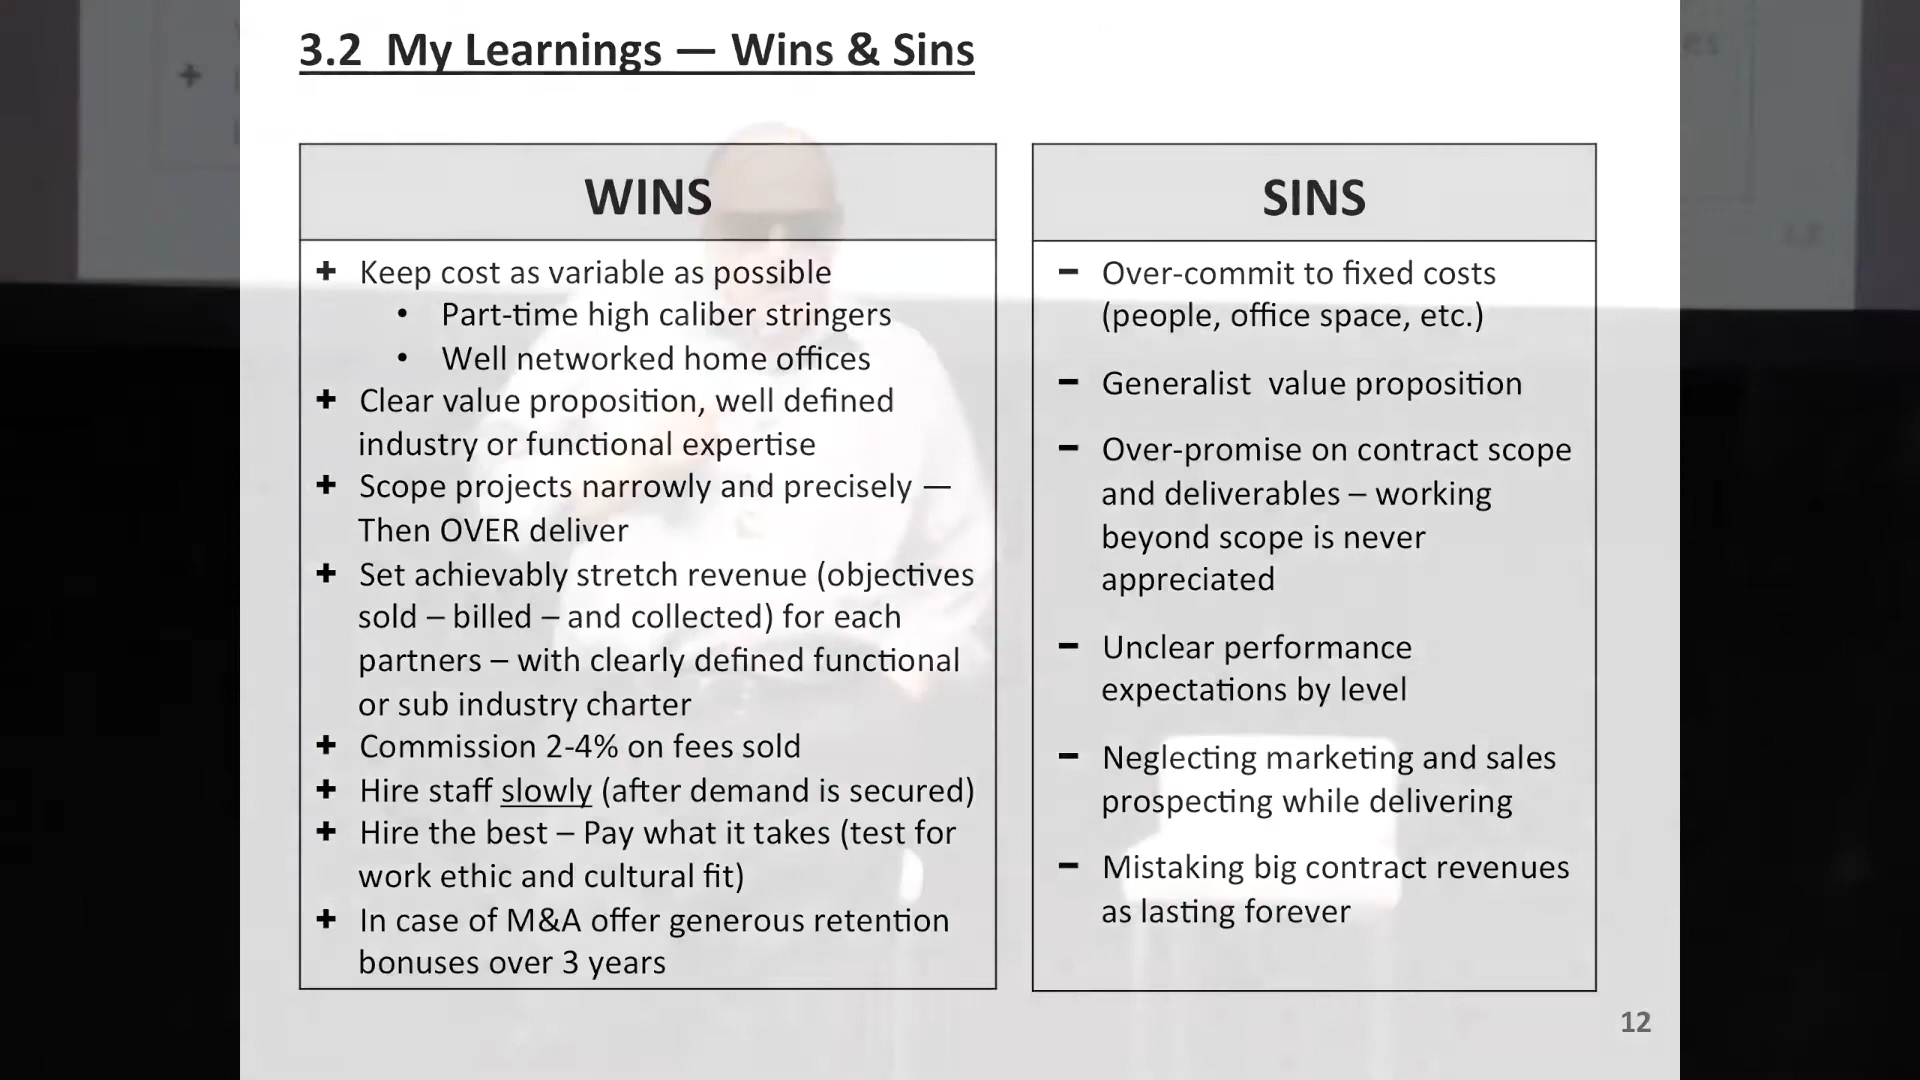 3.2 My Learnings — Wins & Sins
WINS
+ Keep cost as variable as possible
• Part-time high caliber stringers
• Well networked home offices
+ Clear value proposition, well defined
industry or functional expertise
+ Scope projects narrowly and precisely —
Then OVER deliver
+ Set achievably stretch revenue (objectives
sold – billed – and collected) for each
partners – with clearly defined functional
or sub industry charter
+ Commission 2-4% on fees sold
+ Hire staff slowly (after demand is secured)
+ Hire the best – Pay what it takes (test for
work ethic and cultural fit)
+ In case of M&A offer generous retention
bonuses over 3 years
SINS
– Over-commit to fixed costs
(people, office space, etc.)
– Generalist value proposition
– Over-promise on contract scope
and deliverables – working
beyond scope is never
appreciated
– Unclear performance
expectations by level
– Neglecting marketing and sales
prospecting while delivering
– Mistaking big contract revenues
as lasting forever
12